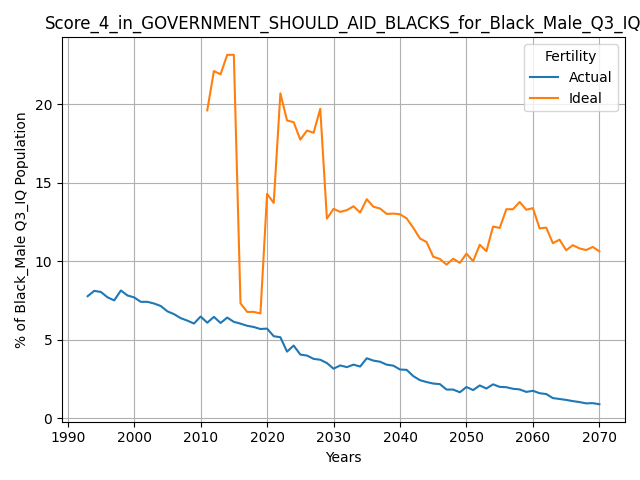 Score_4_in_GOVERNMENT_SHOULD_AID_BLACKS_for_Black_Male_Q3_IQ
Fertility
Actual
Ideal
% of Black_Male Q3_IQ Population
20
15
10
5
0
1990 2000 2010 2020 2030 2040 2050 2060 2070
Years